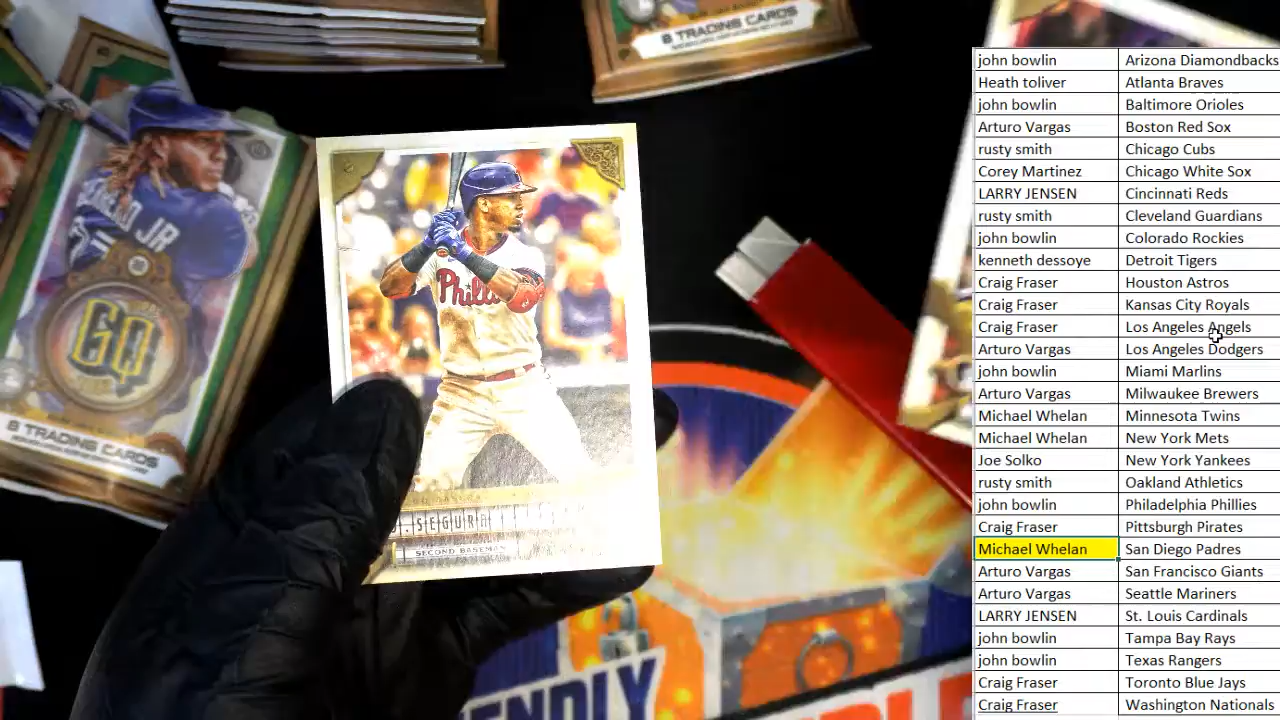 8 TRADING CARDS
GQ
8 TRADING CARDS
Phill
J.SEGURA
SECOND BASEMAN
john bowlin Arizona Diamondbacks
Heath toliver Atlanta Braves
john bowlin Baltimore Orioles
Arturo Vargas Boston Red Sox
rusty smith Chicago Cubs
Corey Martinez Chicago White Sox
LARRY JENSEN Cincinnati Reds
rusty smith Cleveland Guardians
john bowlin Colorado Rockies
kenneth dessoye Detroit Tigers
Craig Fraser Houston Astros
Craig Fraser Kansas City Royals
Craig Fraser Los Angeles Angels
Arturo Vargas Los Angeles Dodgers
john bowlin Miami Marlins
Arturo Vargas Milwaukee Brewers
Michael Whelan Minnesota Twins
Michael Whelan New York Mets
Joe Solko New York Yankees
rusty smith Oakland Athletics
john bowlin Philadelphia Phillies
Craig Fraser Pittsburgh Pirates
Michael Whelan San Diego Padres
Arturo Vargas San Francisco Giants
Arturo Vargas Seattle Mariners
LARRY JENSEN St. Louis Cardinals
john bowlin Tampa Bay Rays
john bowlin Texas Rangers
Craig Fraser Toronto Blue Jays
Craig Fraser Washington Nationals